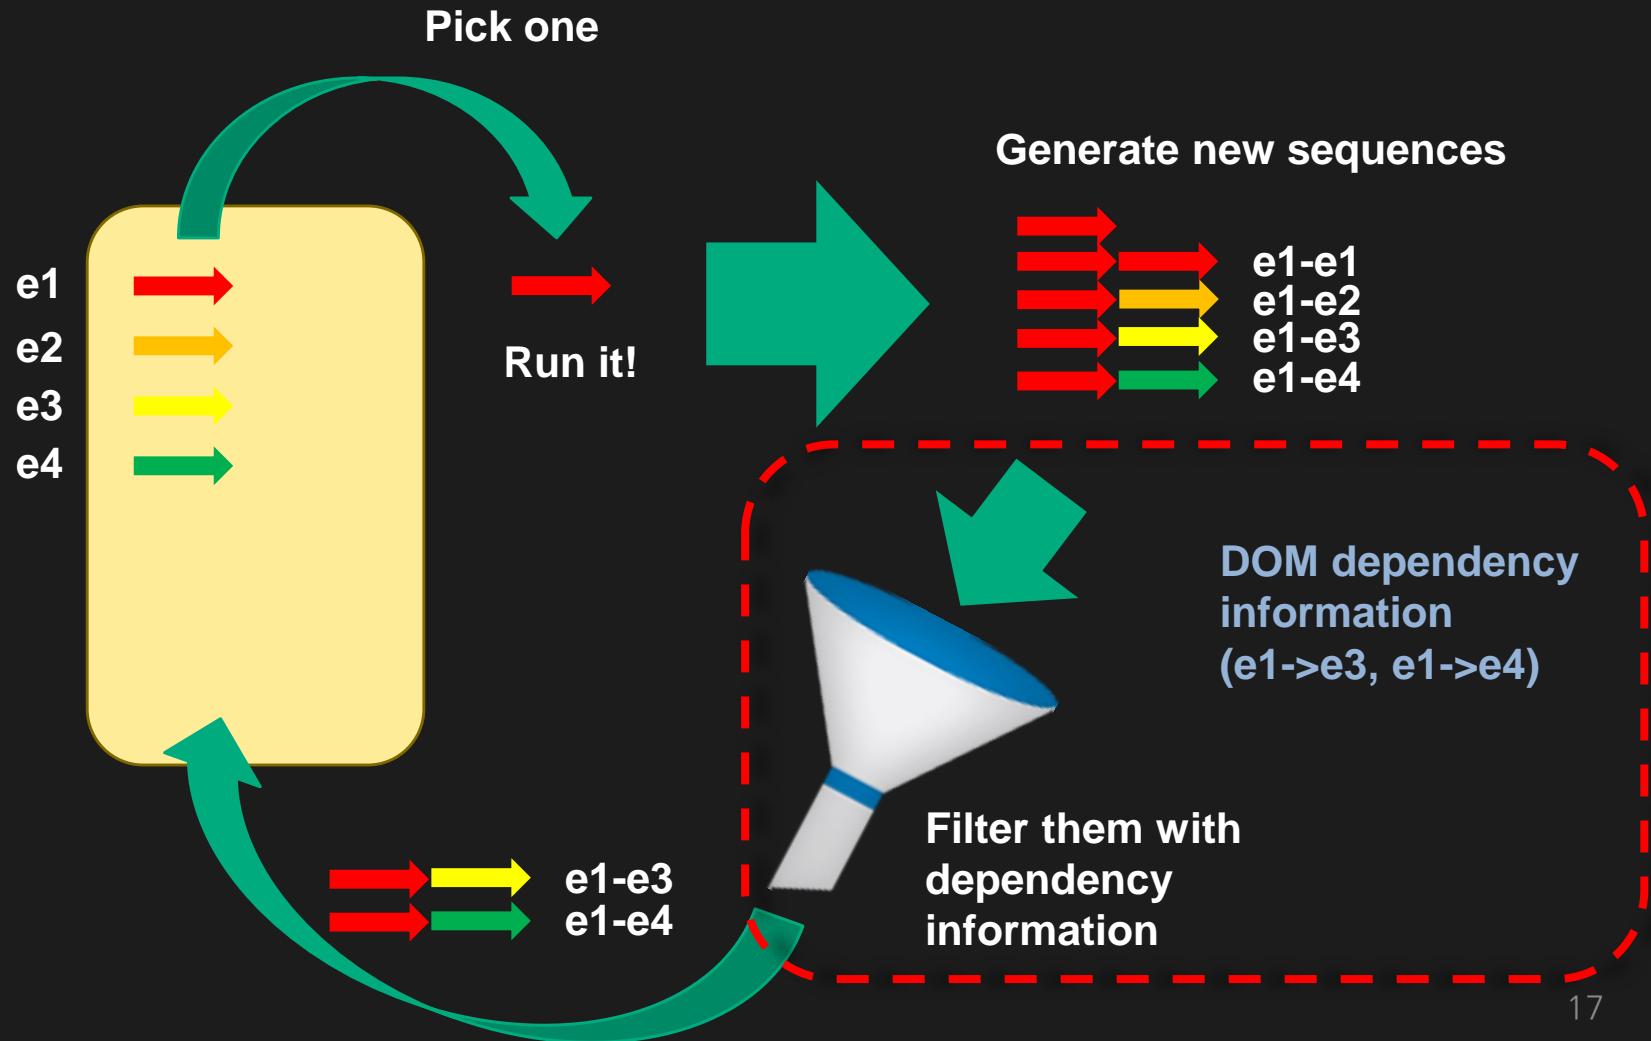 Pick one
e1
e2
e3
e4
Run it!
Generate new sequences
e1-e1
e1-e2
e1-e3
e1-e4
DOM dependency
information
(e1->e3, e1->e4)
Filter them with
dependency
information
e1-e3
e1-e4
17